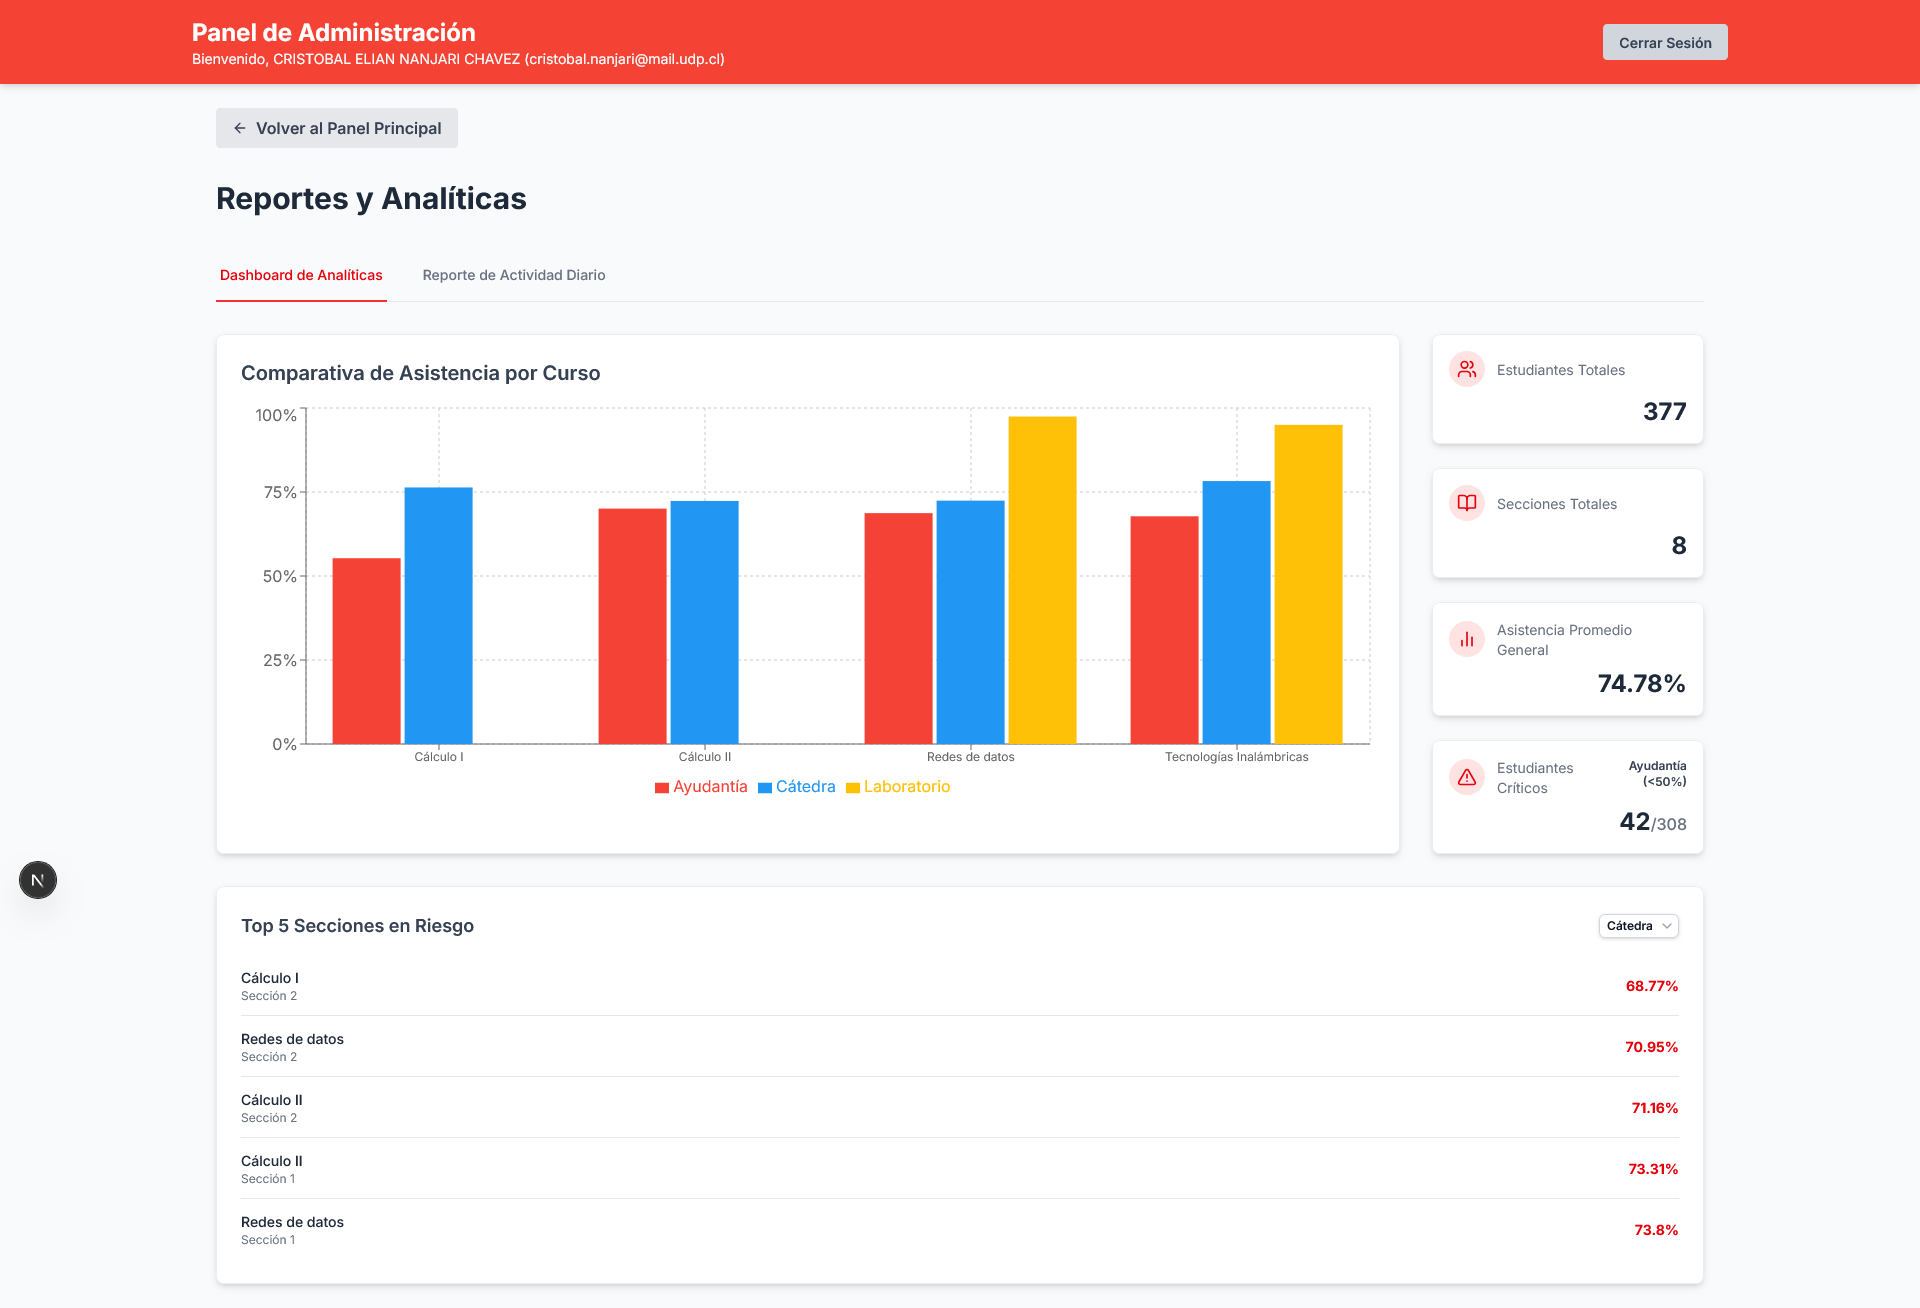 Panel de Administración
Bienvenido, CRISTOBAL ELIAN NANJARI CHAVEZ (cristobal.nanjari@mail.udp.cl)
Cerrar Sesión
Volver al Panel Principal
Reportes y Analíticas
Dashboard de Analíticas
Reporte de Actividad Diario
Comparativa de Asistencia por Curso
100%
75%
50%
25%
0%
Cálculo I
Cálculo II
Redes de datos
Tecnologías Inalámbricas
Ayudantía
Cátedra
Laboratorio
Estudiantes Totales
377
Secciones Totales
8
Asistencia Promedio
General
74.78%
Estudiantes
Críticos
Ayudantía
(<50%)
42/308
N
Top 5 Secciones en Riesgo
Cátedra
Cálculo I
Sección 2
68.77%
Redes de datos
Sección 2
70.95%
Cálculo II
Sección 2
71.16%
Cálculo II
Sección 1
73.31%
Redes de datos
Sección 1
73.8%